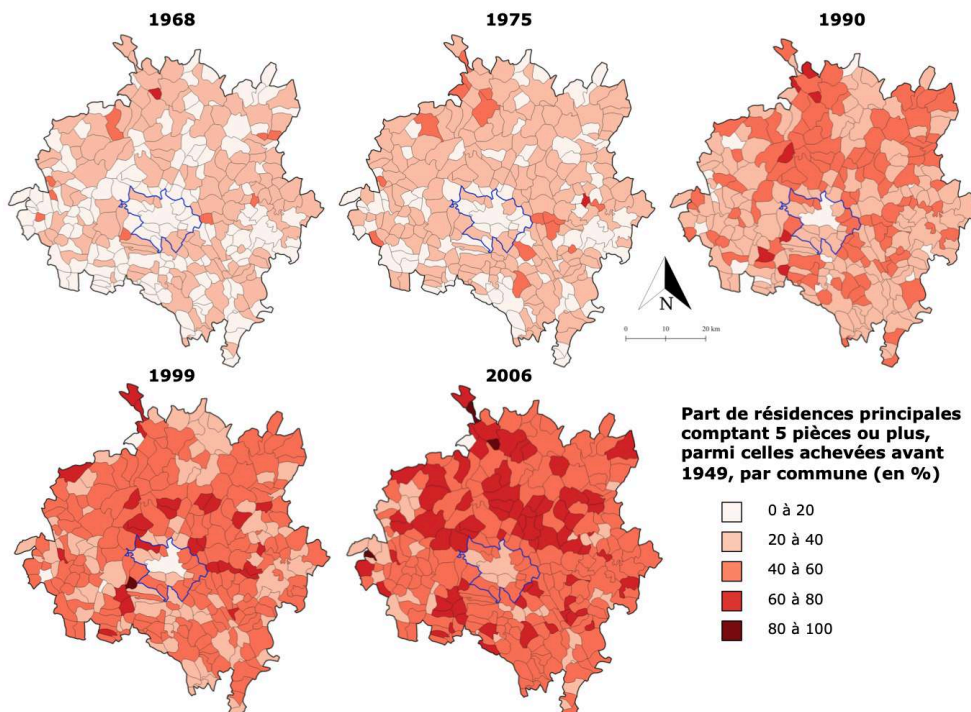 1968
1975
1990
N
0 10 20 km
1999
2006
Part de résidences principales
comptant 5 pièces ou plus,
parmi celles achevées avant
1949, par commune (en %)
0 à 20
20 à 40
40 à 60
60 à 80
80 à 100